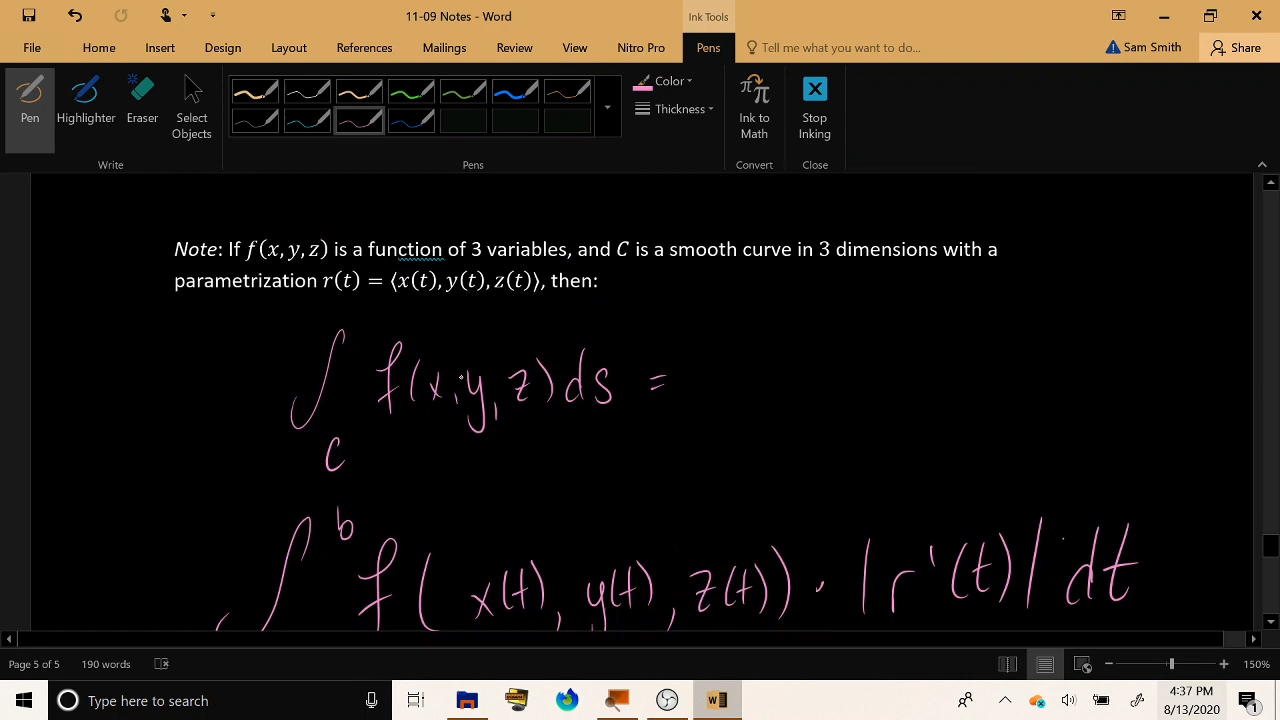 11-09 Notes - Word
Ink Tools
File Home Insert Design Layout References Mailings Review View Nitro Pro Pens Tell me what you want to do... Sam Smith Share
Pen Highlighter Eraser Select Objects
Color
Thickness
Ink to Math
Stop Inking
Write Pens Convert Close
Note: If f(x, y, z) is a function of 3 variables, and C is a smooth curve in 3 dimensions with a
parametrization r(t) = ⟨x(t), y(t), z(t)⟩, then:
∫ f(x, y, z) ds =
C
b
∫ f( x(t), y(t), z(t)) · |r'(t)| dt
Page 5 of 5 190 words 150%
Type here to search
4:37 PM
8/13/2020
1